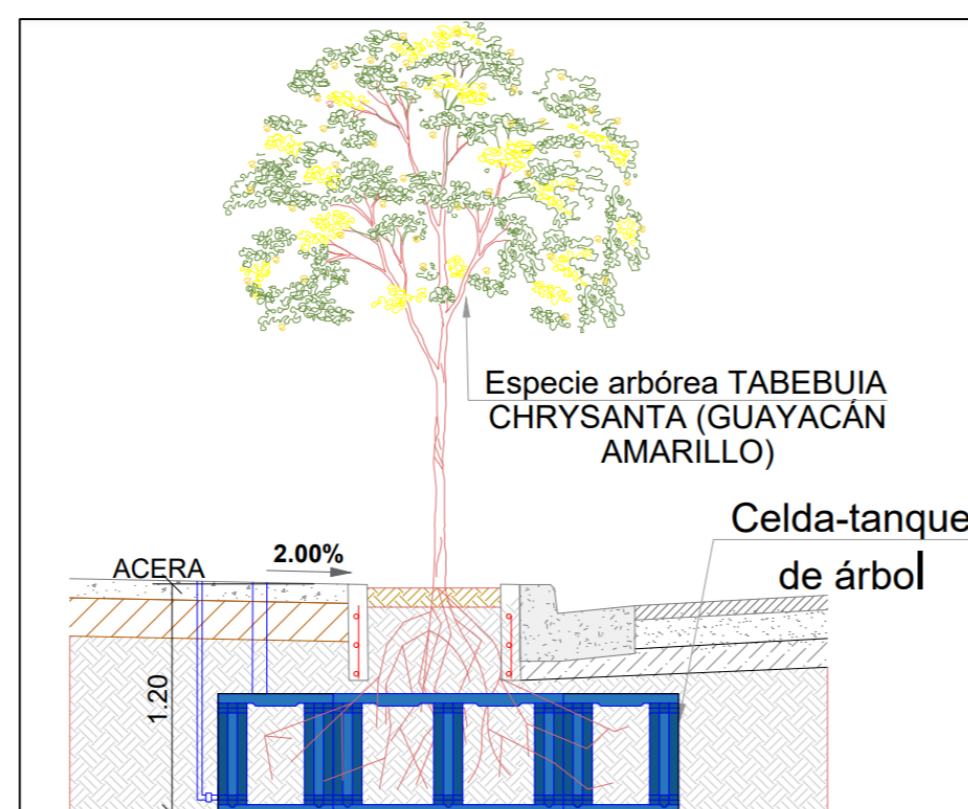 Especie arbórea TABEBUIA
CHRYSANTA (GUAYACÁN
AMARILLO)
Celda-tanque
de árbol
ACERA
2.00%
1.20